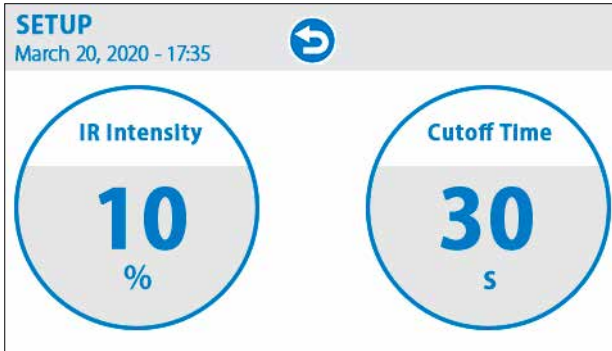 SETUP
March 20, 2020 - 17:35
IR Intensity
10
%
Cutoff Time
30
s